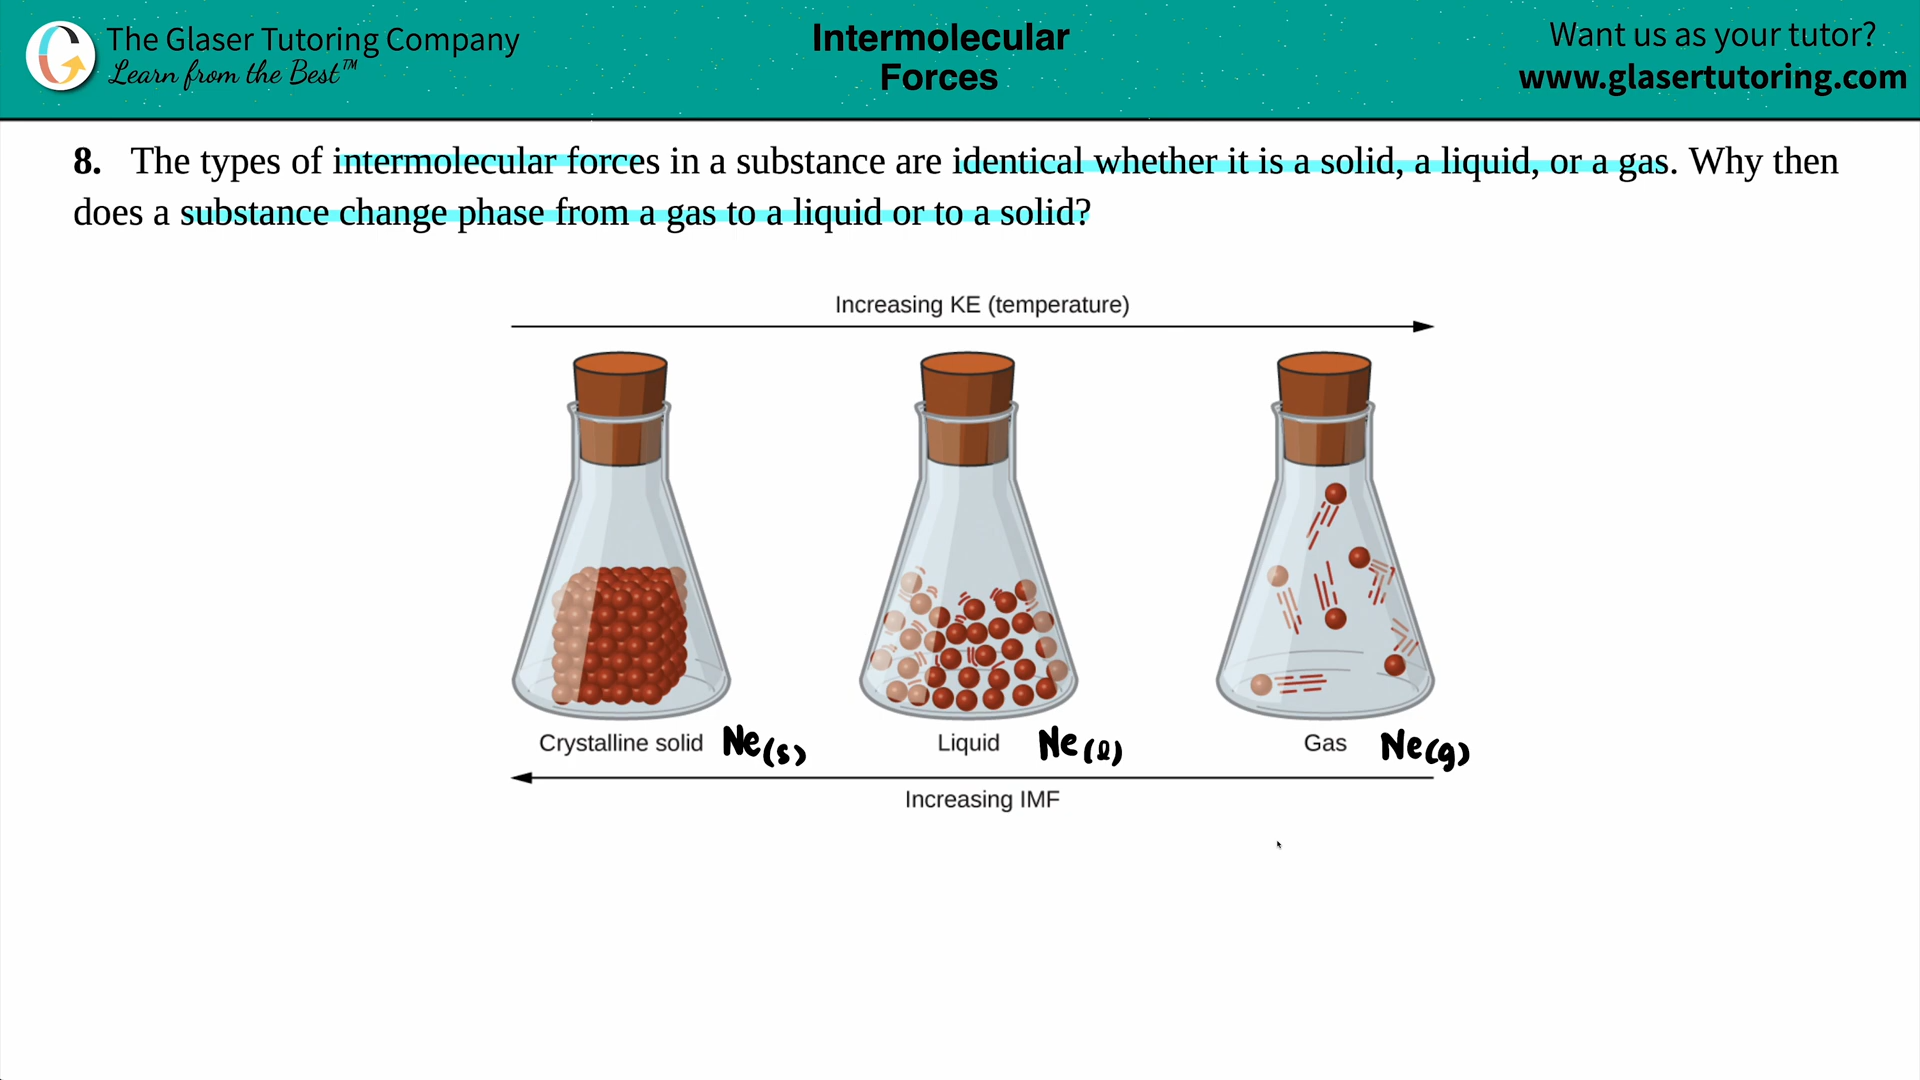 The Glaser Tutoring Company
Learn from the Best™
Intermolecular
Forces
Want us as your tutor?
www.glasertutoring.com
8. The types of intermolecular forces in a substance are identical whether it is a solid, a liquid, or a gas. Why then
does a substance change phase from a gas to a liquid or to a solid?
Increasing KE (temperature)
Crystalline solid Ne(s)
Liquid Ne(l)
Gas Ne(g)
Increasing IMF